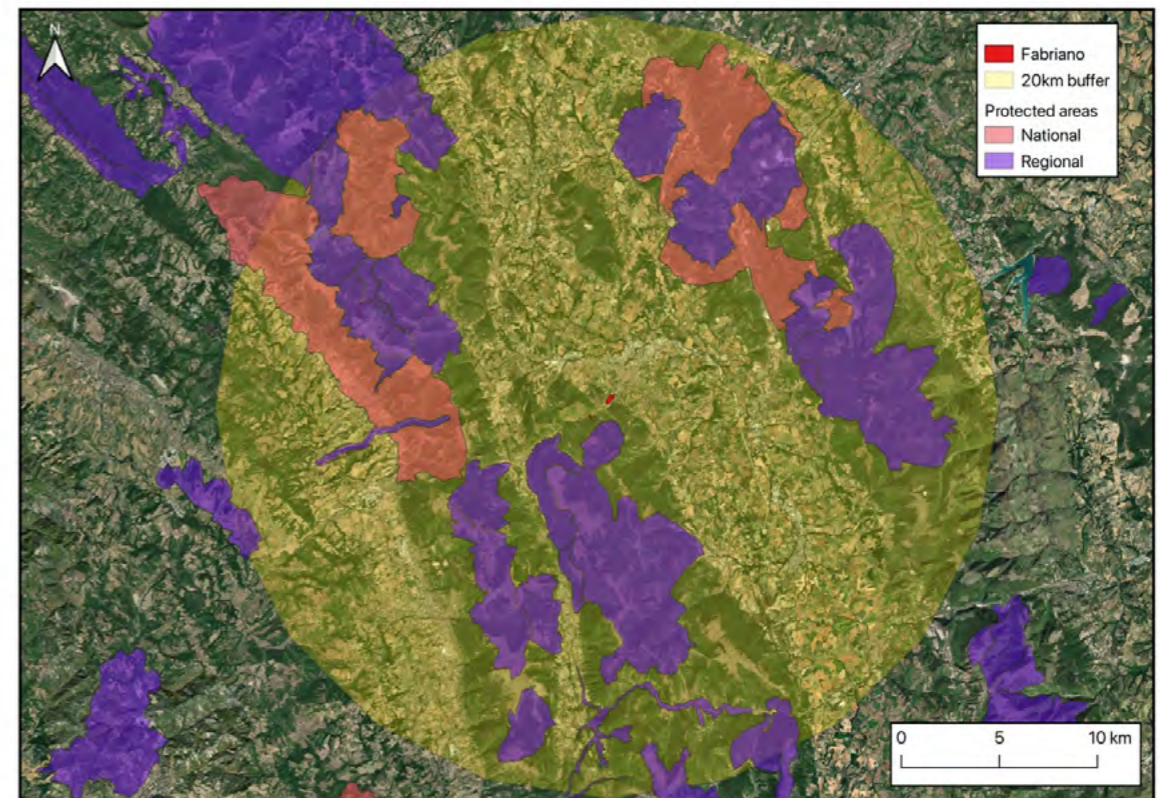 N
Fabriano
20km buffer
Protected areas
National
Regional
0 5 10 km